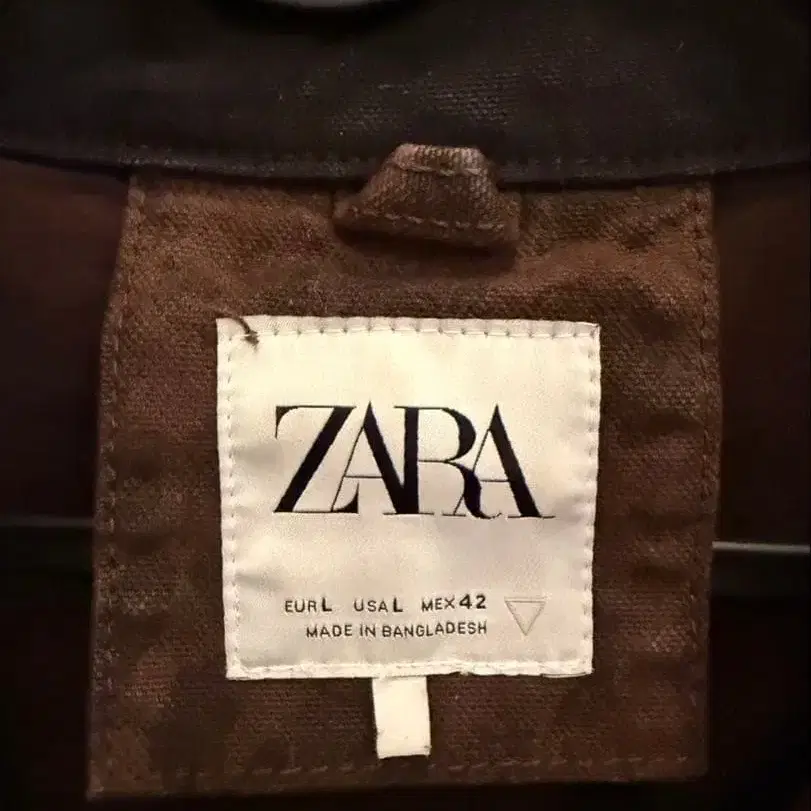 ZARA
EUR L USA L MEX 42
MADE IN BANGLADESH